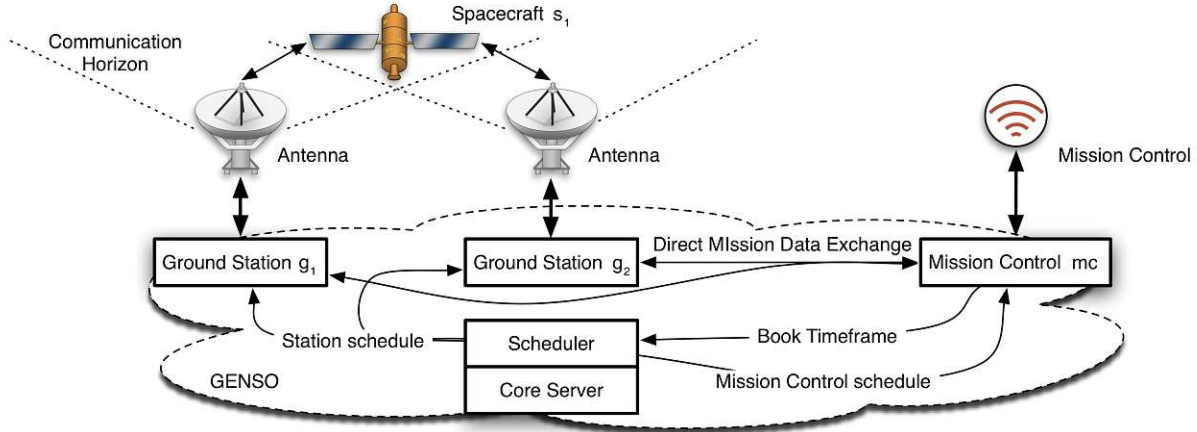 Spacecraft s1
Communication
Horizon
Antenna
Antenna
Mission Control
Ground Station g1
Ground Station g2
Direct MIssion Data Exchange
Mission Control mc
Station schedule
Scheduler
Book Timeframe
GENSO
Core Server
Mission Control schedule